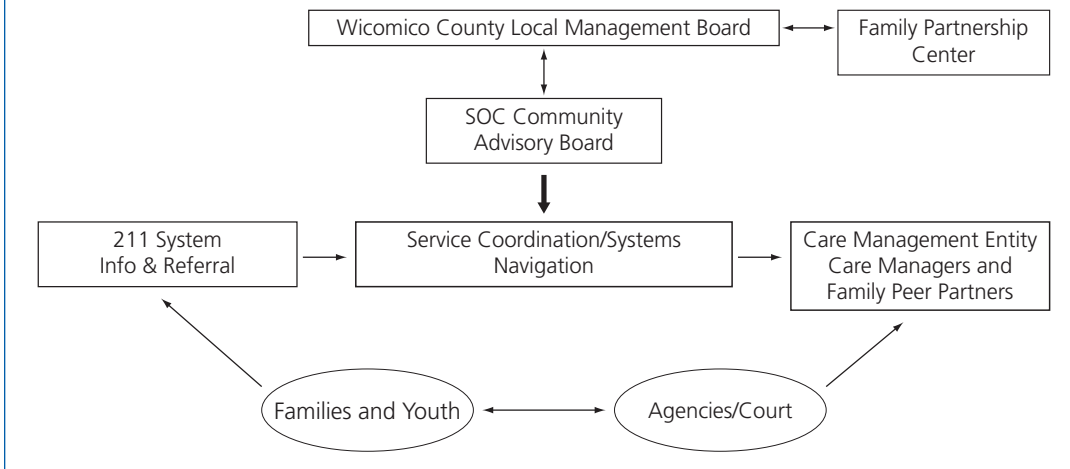 Wicomico County Local Management Board
Family Partnership
Center
SOC Community
Advisory Board
211 System
Info & Referral
Service Coordination/Systems
Navigation
Care Management Entity
Care Managers and
Family Peer Partners
Families and Youth
Agencies/Court